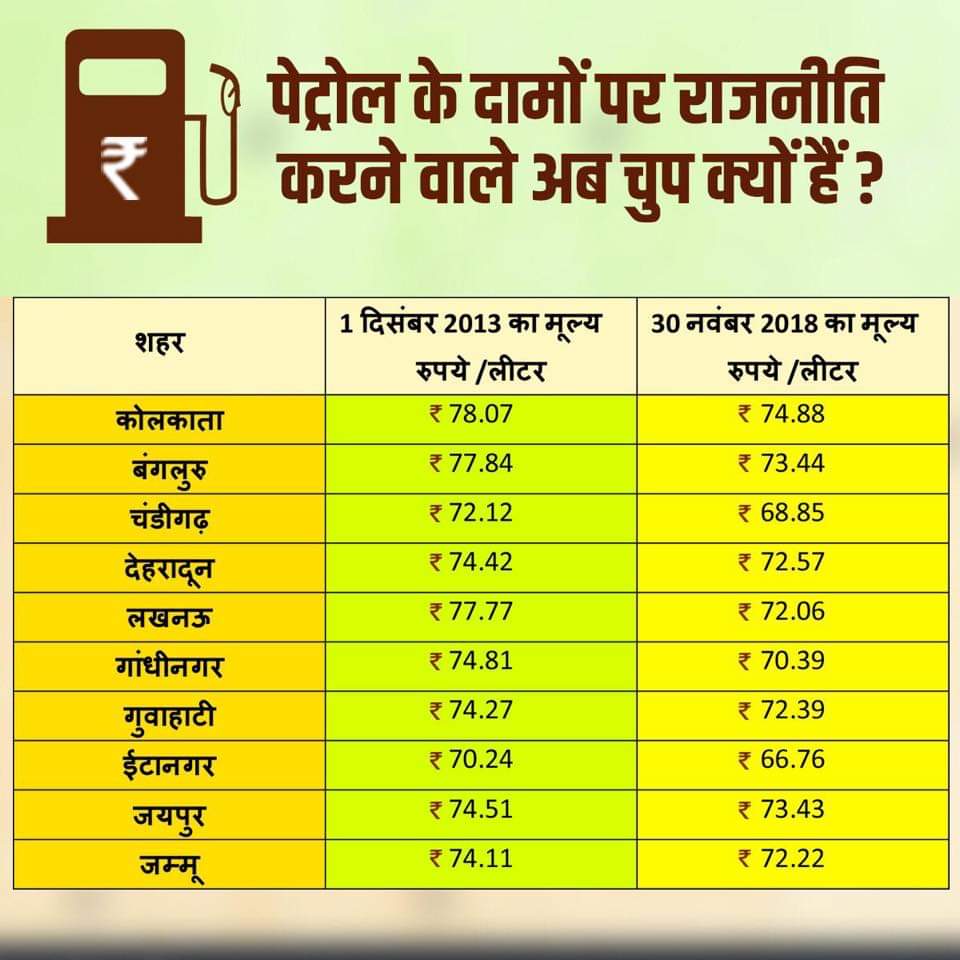 ₹
पेट्रोल के दामों पर राजनीति
करने वाले अब चुप क्यों हैं ?
शहर 1 दिसंबर 2013 का मूल्य रुपये /लीटर 30 नवंबर 2018 का मूल्य रुपये /लीटर
कोलकाता ₹ 78.07 ₹ 74.88
बंगलुरु ₹ 77.84 ₹ 73.44
चंडीगढ़ ₹ 72.12 ₹ 68.85
देहरादून ₹ 74.42 ₹ 72.57
लखनऊ ₹ 77.77 ₹ 72.06
गांधीनगर ₹ 74.81 ₹ 70.39
गुवाहाटी ₹ 74.27 ₹ 72.39
ईटानगर ₹ 70.24 ₹ 66.76
जयपुर ₹ 74.51 ₹ 73.43
जम्मू ₹ 74.11 ₹ 72.22